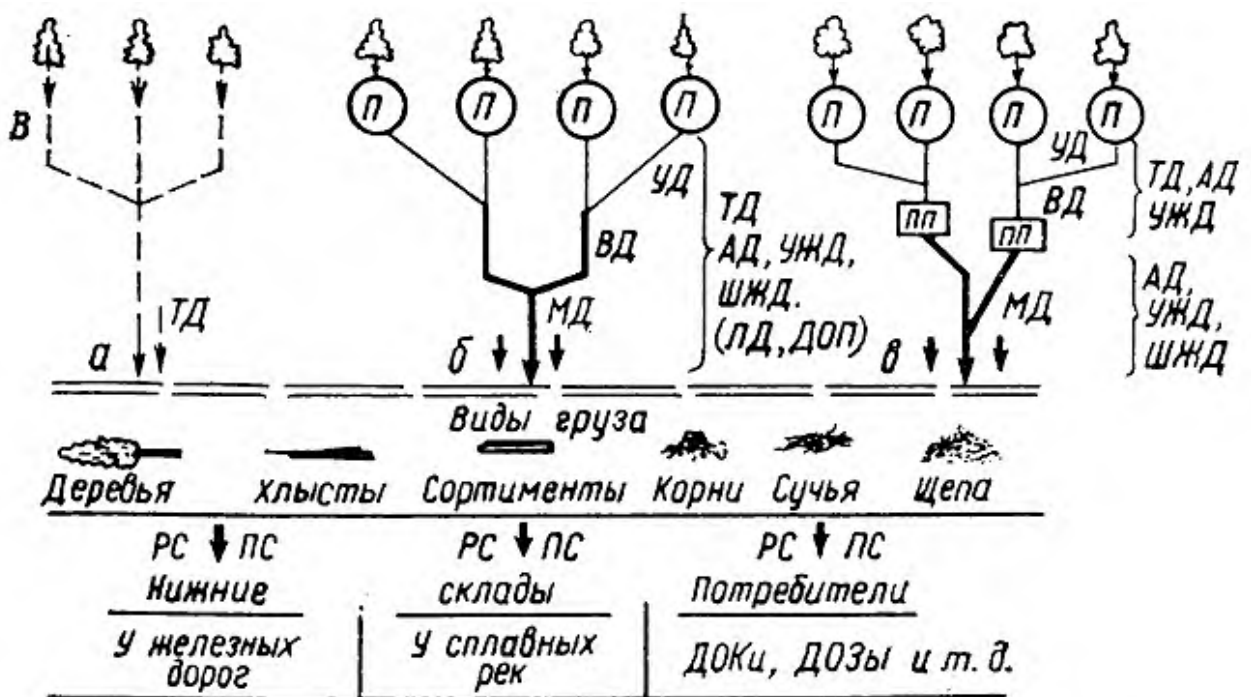 П П П П
П П П П
В
УД
УД
ТД, АД
УЖД
ТД
АД, УЖД,
ШЖД.
(ЛД, ДОП)
ВД
ПП ПП
ВД
АД,
УЖД,
ШЖД
ТД
МД
МД
а
б
в
Виды груза
Деревья Хлысты Сортименты Корни Сучья Щепа
РС ПС РС ПС РС ПС
Нижние склады Потребители
У железных дорог
У сплавных рек
ДОКи, ДОЗы и т. д.